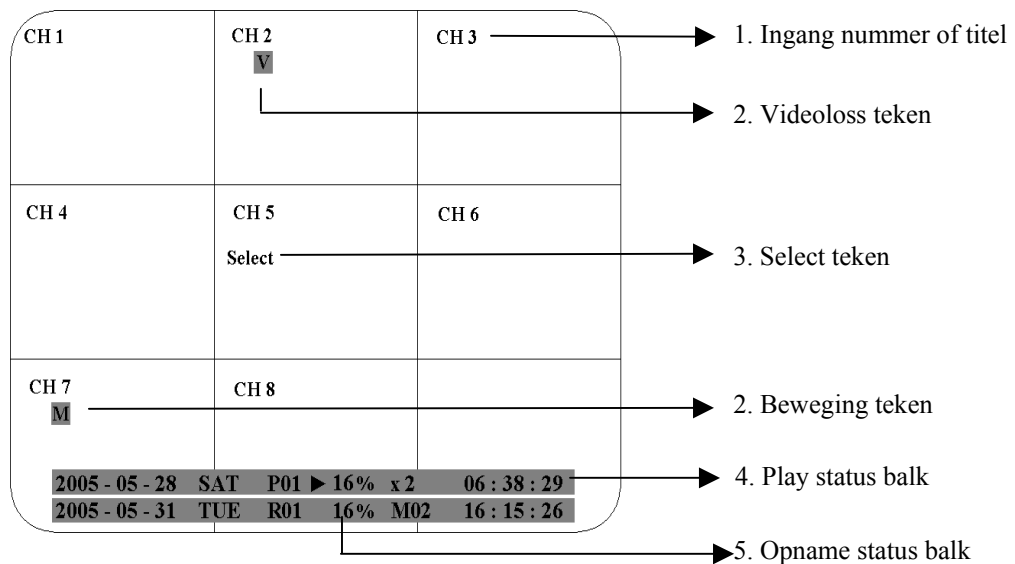 CH 1
CH 2
V
CH 3
1. Ingang nummer of titel
2. Videoloss teken
CH 4
CH 5
Select
CH 6
3. Select teken
CH 7
M
CH 8
2. Beweging teken
2005 - 05 - 28 SAT P01 ▶ 16% x 2 06 : 38 : 29
4. Play status balk
2005 - 05 - 31 TUE R01 16% M02 16 : 15 : 26
5. Opname status balk